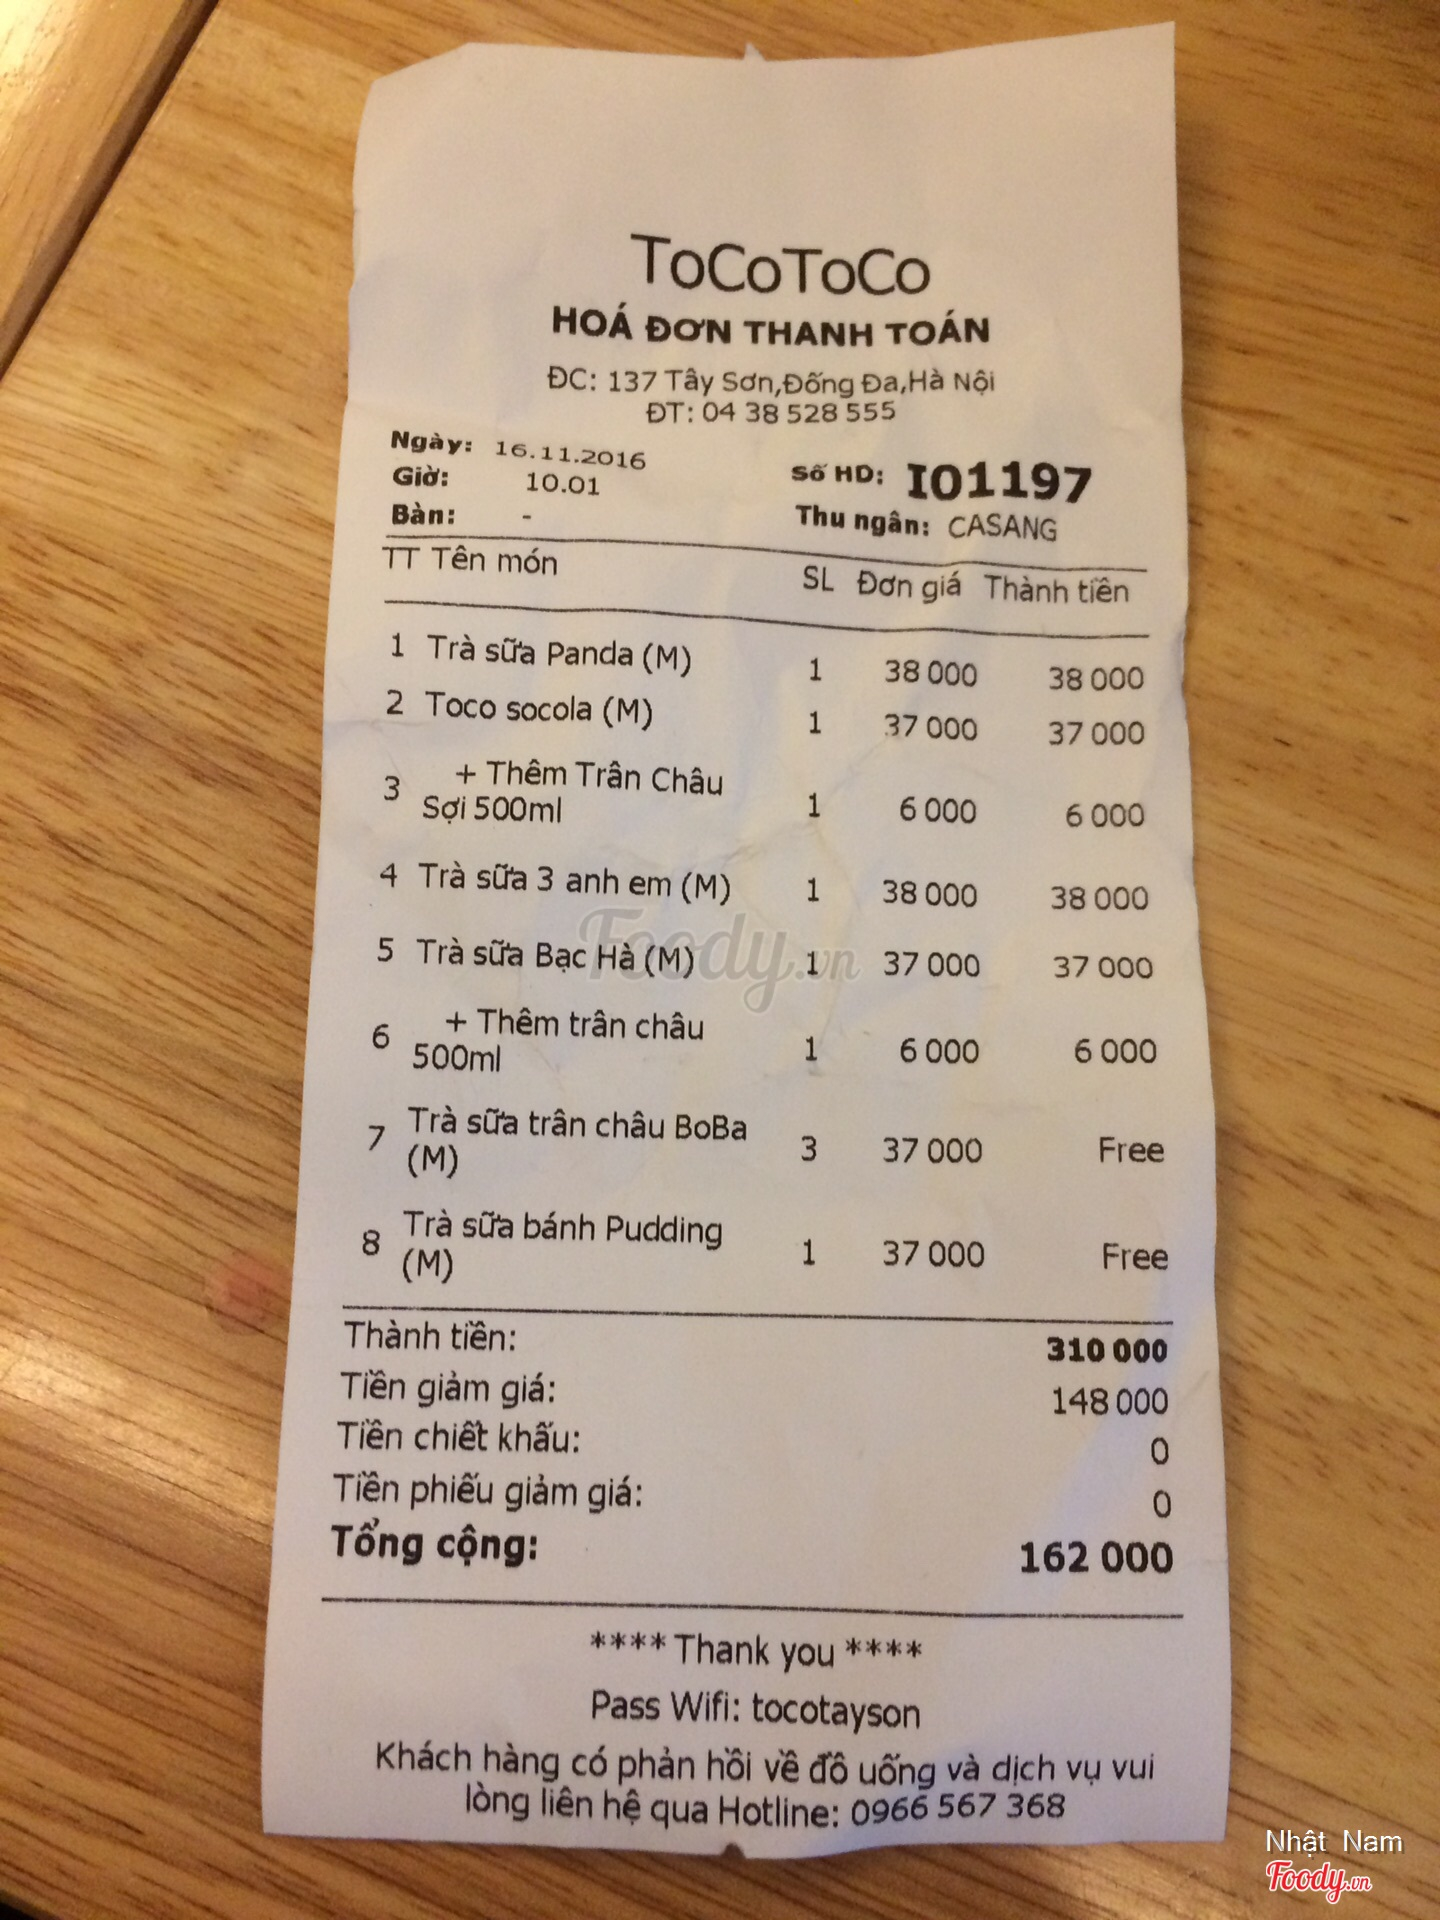 ToCoToCo
HOÁ ĐƠN THANH TOÁN
ĐC: 137 Tây Sơn,Đống Đa,Hà Nội
ĐT: 04 38 528 555
Ngày: 16.11.2016
Giờ: 10.01
Số HD: I01197
Bàn: -
Thu ngân: CASANG
TT Tên món SL Đơn giá Thành tiền
1 Trà sữa Panda (M) 1 38 000 38 000
2 Toco socola (M) 1 37 000 37 000
3 + Thêm Trân Châu
Sợi 500ml 1 6 000 6 000
4 Trà sữa 3 anh em (M) 1 38 000 38 000
5 Trà sữa Bạc Hà (M) 1 37 000 37 000
6 + Thêm trân châu
500ml 1 6 000 6 000
7 Trà sữa trân châu BoBa
(M) 3 37 000 Free
8 Trà sữa bánh Pudding
(M) 1 37 000 Free
Thành tiền: 310 000
Tiền giảm giá: 148 000
Tiền chiết khấu: 0
Tiền phiếu giảm giá: 0
Tổng cộng: 162 000
**** Thank you ****
Pass Wifi: tocotayson
Khách hàng có phản hồi về đồ uống và dịch vụ vui
lòng liên hệ qua Hotline: 0966 567 368
Foody.vn
Nhật Nam
Foody.vn